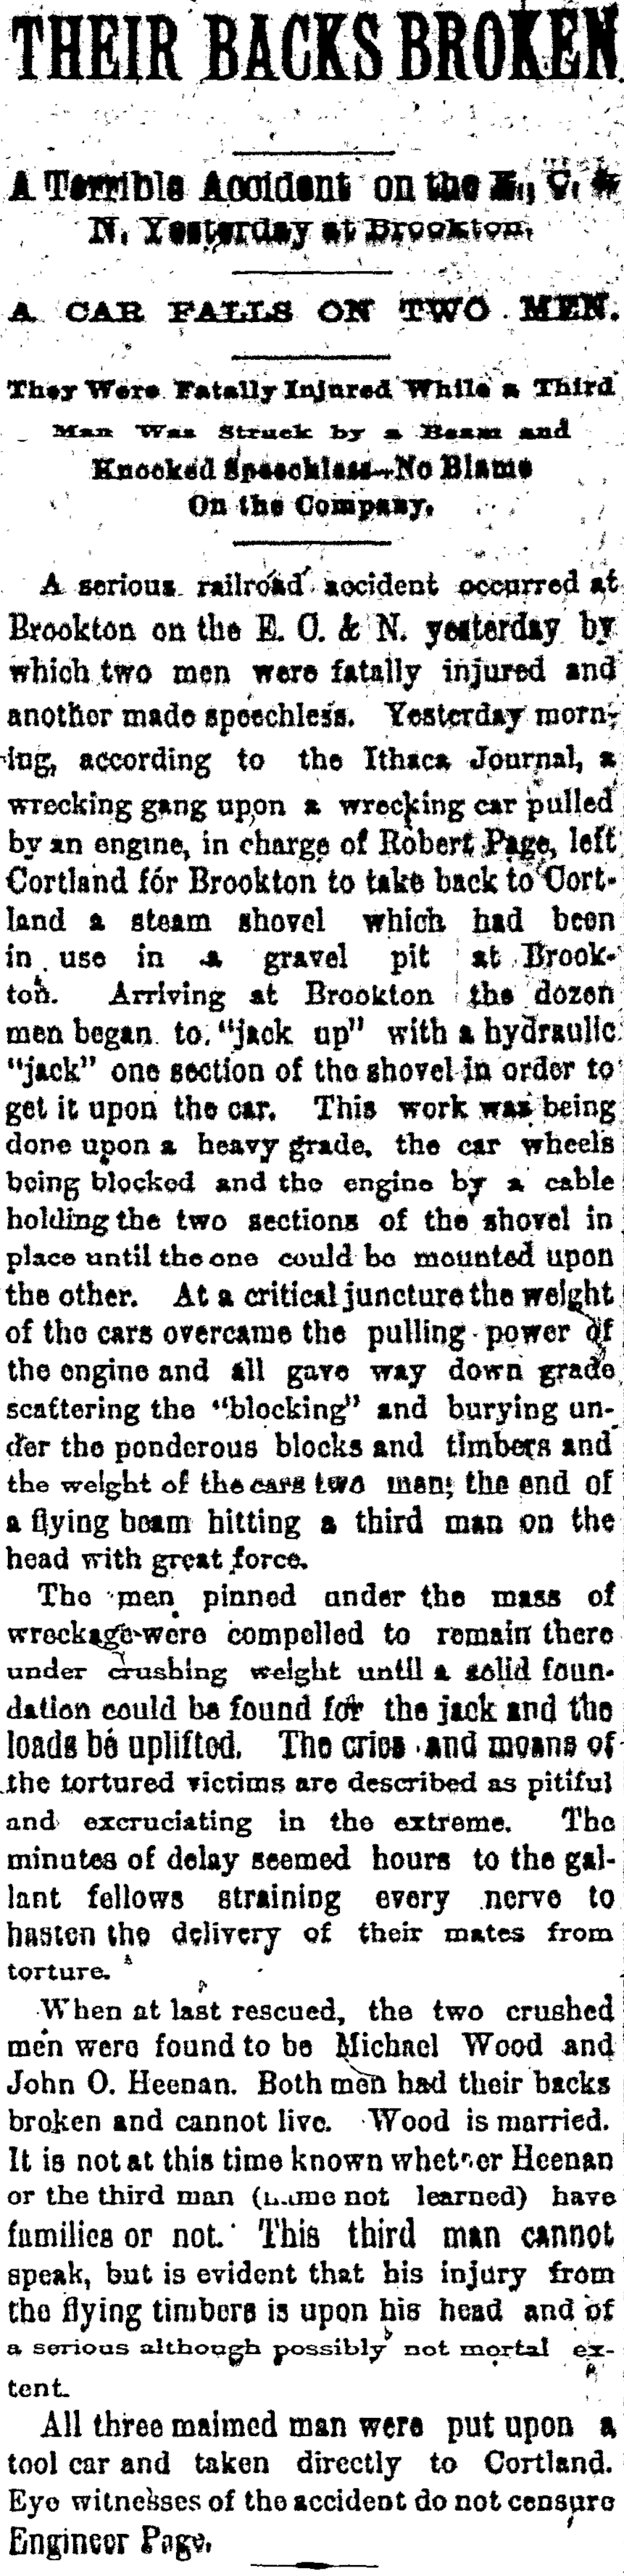 THEIR BACKS BROKEN
A Terrible Accident on the E., C. &
N. Yesterday at Brookton.
A CAR FALLS ON TWO MEN.
They Were Fatally Injured While a Third
Man Was Struck by a Beam and
Knocked Speechless—No Blame
On the Company.
A serious railroad accident occurred at
Brookton on the E. C. & N. yesterday by
which two men were fatally injured and
another made speechless. Yesterday morn-
ing, according to the Ithaca Journal, a
wrecking gang upon a wrecking car pulled
by an engine, in charge of Robert Page, left
Cortland for Brookton to take back to Cort-
land a steam shovel which had been
in use in a gravel pit at Brook-
ton. Arriving at Brookton the dozen
men began to "jack up" with a hydraulic
"jack" one section of the shovel in order to
get it upon the car. This work was being
done upon a heavy grade, the car wheels
being blocked and the engine by a cable
holding the two sections of the shovel in
place until the one could be mounted upon
the other. At a critical juncture the weight
of the cars overcame the pulling power of
the engine and all gave way down grade
scattering the "blocking" and burying un-
der the ponderous blocks and timbers and
the weight of the cars two men; the end of
a flying beam hitting a third man on the
head with great force.
The men pinned under the mass of
wreckage were compelled to remain there
under crushing weight until a solid foun-
dation could be found for the jack and the
loads be uplifted. The cries and moans of
the tortured victims are described as pitiful
and excruciating in the extreme. The
minutes of delay seemed hours to the gal-
lant fellows straining every nerve to
hasten the delivery of their mates from
torture.
When at last rescued, the two crushed
men were found to be Michael Wood and
John O. Heenan. Both men had their backs
broken and cannot live. Wood is married.
It is not at this time known whether Heenan
or the third man (name not learned) have
families or not. This third man cannot
speak, but is evident that his injury from
the flying timbers is upon his head and of
a serious although possibly not mortal ex-
tent.
All three maimed man were put upon a
tool car and taken directly to Cortland.
Eye witnesses of the accident do not censure
Engineer Page.